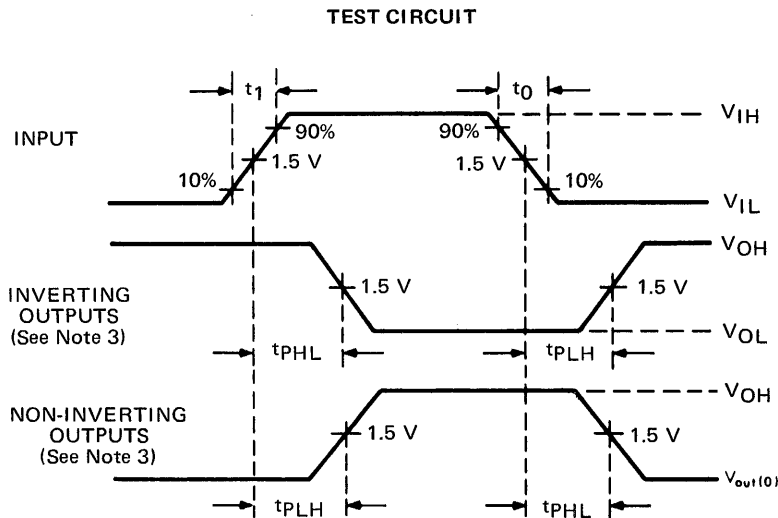 TEST CIRCUIT
t1
t0
VIH
INPUT
90%
90%
1.5 V
1.5 V
10%
10%
VIL
VOH
INVERTING
OUTPUTS
(See Note 3)
1.5 V
1.5 V
VOL
tPHL
tPLH
VOH
NON-INVERTING
OUTPUTS
(See Note 3)
1.5 V
1.5 V
Vout(0)
tPLH
tPHL